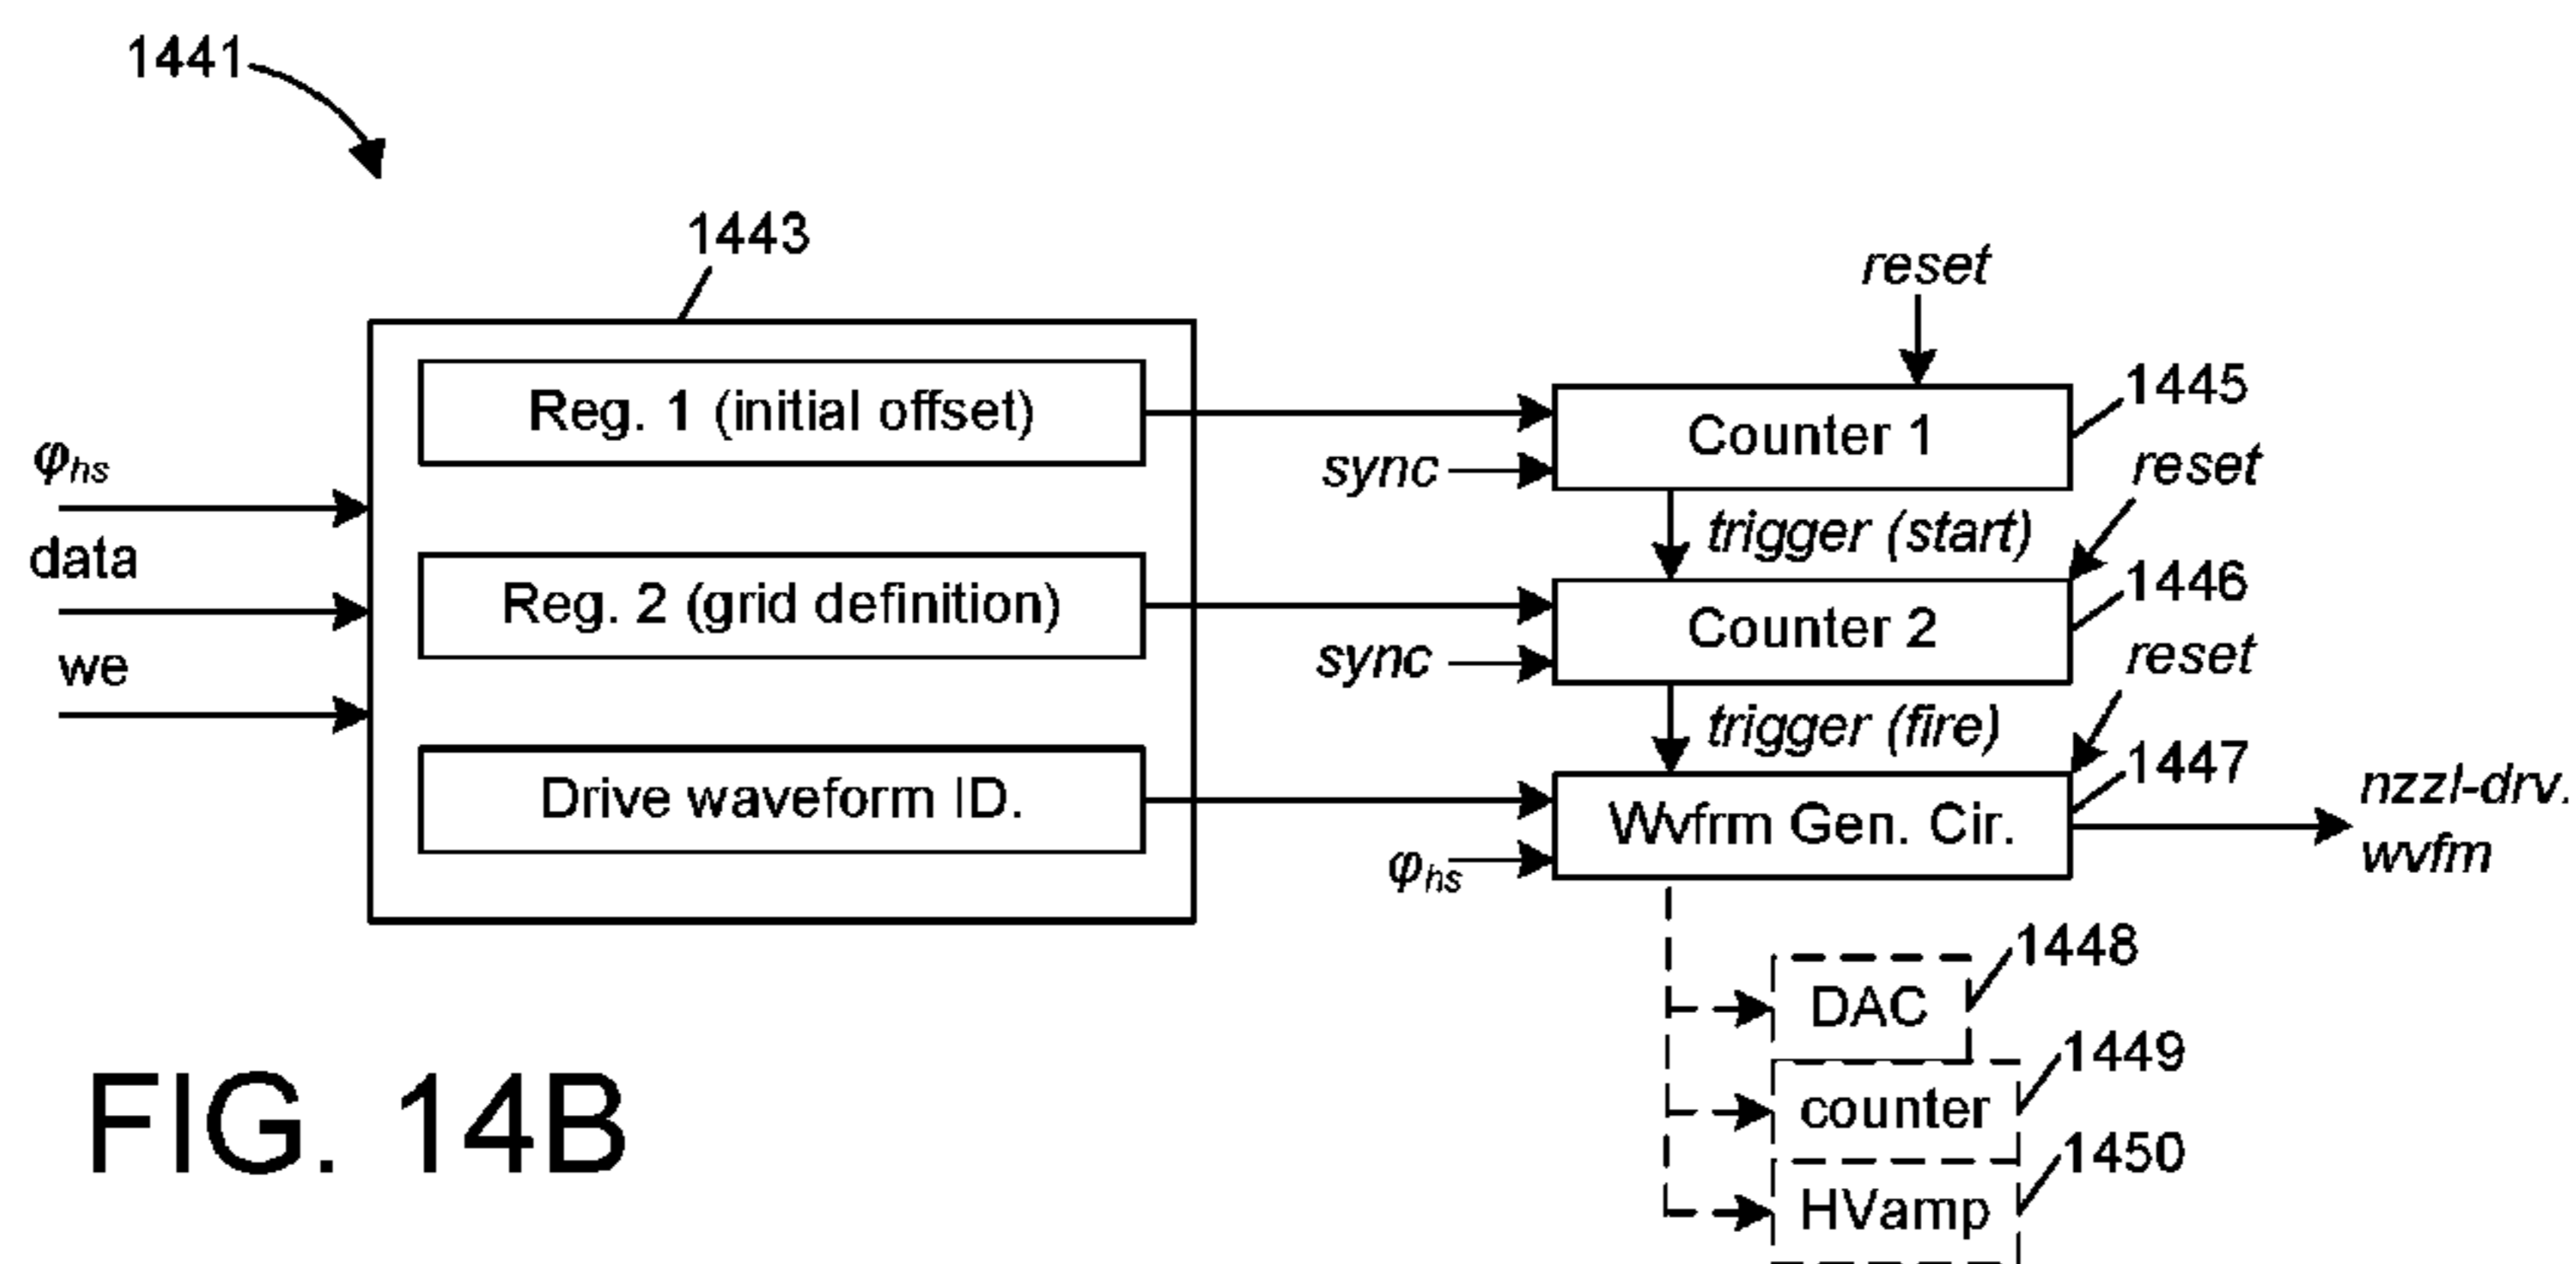 1441
1443
reset
Reg. 1 (initial offset)
Counter 1
1445
sync
reset
φhs
trigger (start)
data
Reg. 2 (grid definition)
Counter 2
1446
we
sync
reset
trigger (fire)
Drive waveform ID.
Wvfrm Gen. Cir.
1447
nzzl-drv.
wvfm
φhs
1448
DAC
1449
counter
1450
HVamp
FIG. 14B